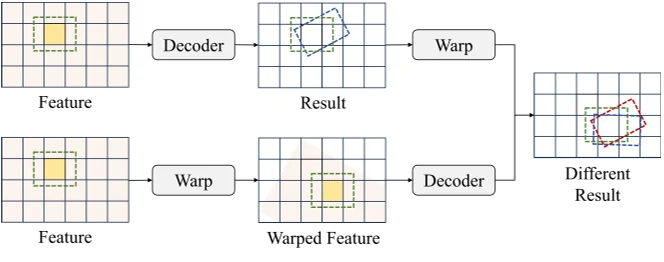 Decoder
Warp
Feature
Result
Warp
Decoder
Different
Result
Feature
Warped Feature